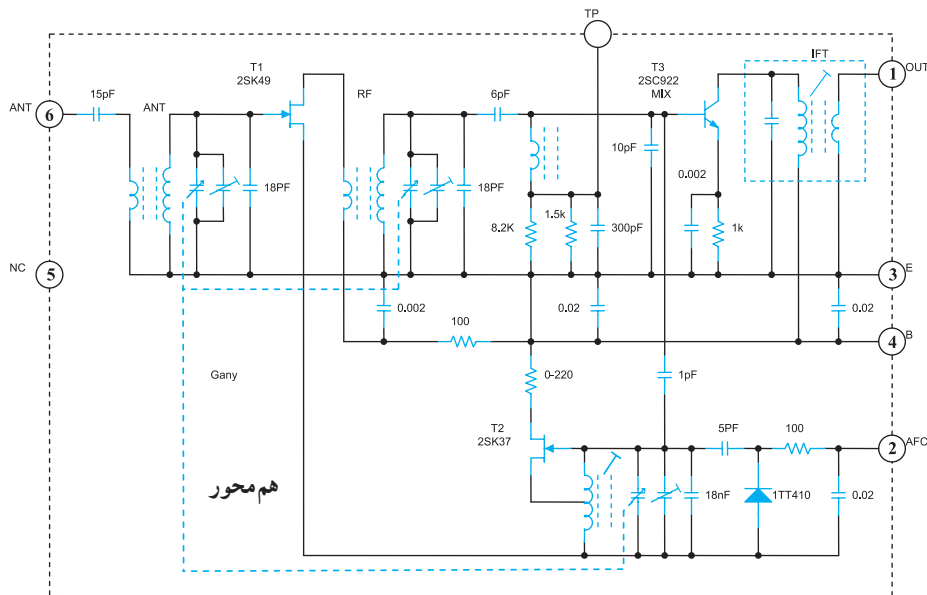 TP
T1
2SK49
T3
2SC922
MIX
IFT
1
OUT
15pF
ANT
RF
6pF
ANT
6
10pF
0.002
18PF
18PF
8.2K
1.5k
300pF
1k
NC
5
3
E
0.002
0.02
0.02
100
4
B
Gany
0-220
1pF
T2
2SK37
5PF
100
2
AFC
هم محور
18nF
1TT410
0.02